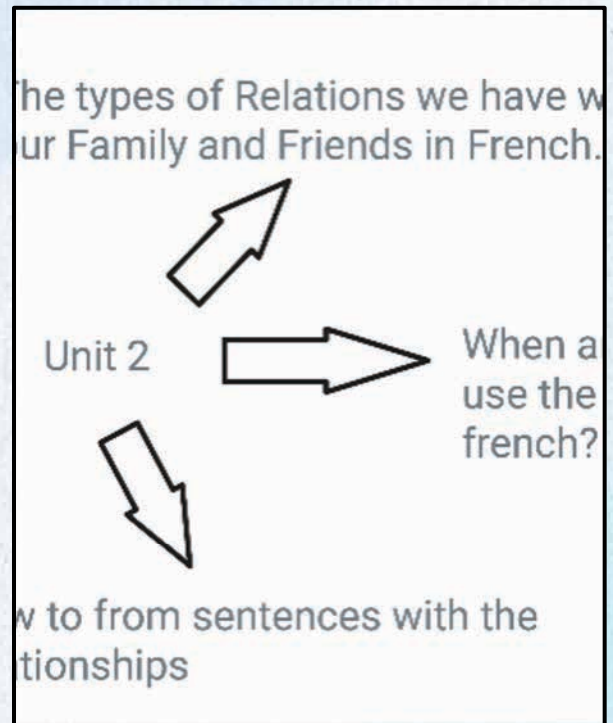 he types of Relations we have w
ur Family and Friends in French.
Unit 2
When a
use the
french?
w to from sentences with the
tionships